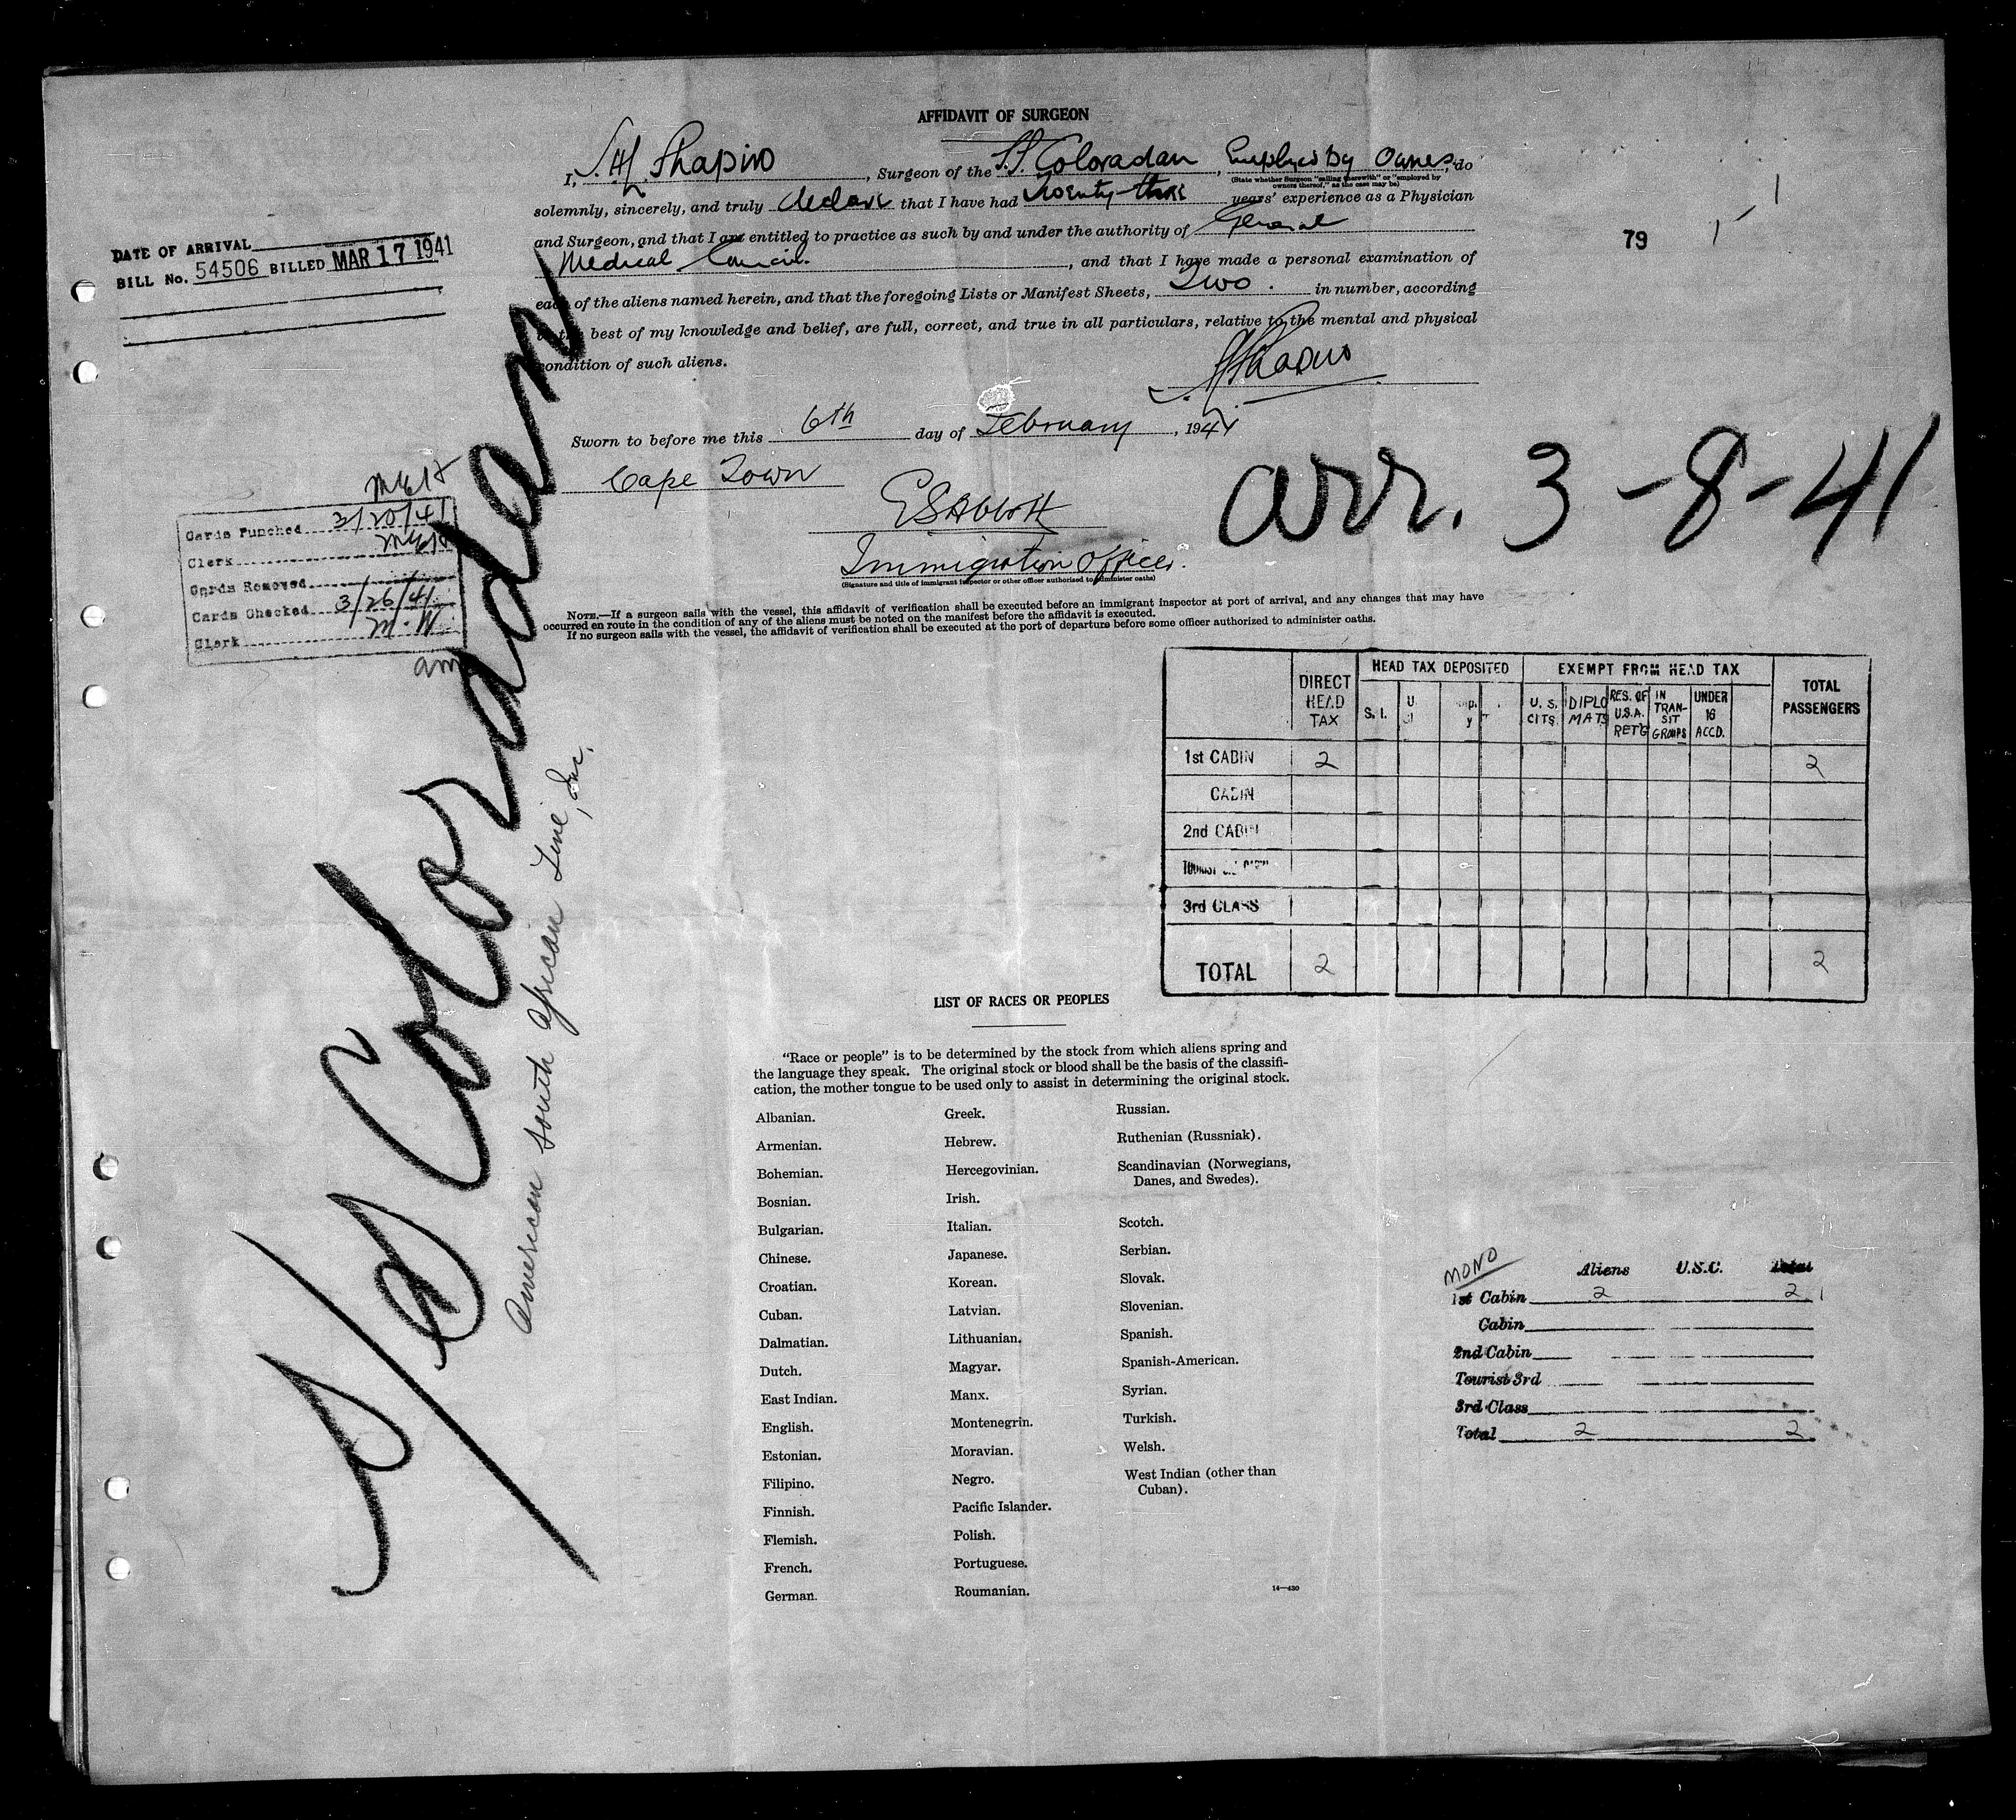 AFFIDAVIT OF SURGEON
I, Shapiro, Surgeon of the S.S. Coloradan, Employed by Owners, do
(State whether Surgeon "sailing therewith" or "employed by
owners thereof," as the case may be)
solemnly, sincerely, and truly declare that I have had Twenty three years' experience as a Physician
and Surgeon, and that I am entitled to practice as such by and under the authority of General
Medical Council, and that I have made a personal examination of
each of the aliens named herein, and that the foregoing Lists or Manifest Sheets, Two. in number, according
best of my knowledge and belief, are full, correct, and true in all particulars, relative to the mental and physical
condition of such aliens.
Shapiro
Sworn to before me this 6th day of February, 1941
Cape Town
E S Abbott
Immigration Officer.
(Signature and title of immigrant inspector or other officer authorized to administer oaths)
NOTE.—If a surgeon sails with the vessel, this affidavit of verification shall be executed before an immigrant inspector at port of arrival, and any changes that may have
occurred en route in the condition of any of the aliens must be noted on the manifest before the affidavit is executed.
If no surgeon sails with the vessel, the affidavit of verification shall be executed at the port of departure before some officer authorized to administer oaths.
DATE OF ARRIVAL
BILL No. 54506 BILLED MAR 17 1941
79
arr. 3-8-41
Cards Punched 3/20/41
Clerk
Cards Removed
Cards Checked 3/26/41
Clerk M.W.
am
S/S Coloradan
American South African Line, Inc.
DIRECT HEAD TAX
HEAD TAX DEPOSITED
EXEMPT FROM HEAD TAX
TOTAL PASSENGERS
S. I. U.
U. S. CITS. DIPLOMATS RES. OF U.S.A. RETG IN TRANSIT GROUPS UNDER 16 ACCD.
1st CABIN 2 2
CABIN
2nd CABIN
3rd CLASS
TOTAL 2 2
LIST OF RACES OR PEOPLES
"Race or people" is to be determined by the stock from which aliens spring and
the language they speak. The original stock or blood shall be the basis of the classifi-
cation, the mother tongue to be used only to assist in determining the original stock.
Albanian.
Armenian.
Bohemian.
Bosnian.
Bulgarian.
Chinese.
Croatian.
Cuban.
Dalmatian.
Dutch.
East Indian.
English.
Estonian.
Filipino.
Finnish.
Flemish.
French.
German.
Greek.
Hebrew.
Hercegovinian.
Irish.
Italian.
Japanese.
Korean.
Latvian.
Lithuanian.
Magyar.
Manx.
Montenegrin.
Moravian.
Negro.
Pacific Islander.
Polish.
Portuguese.
Roumanian.
Russian.
Ruthenian (Russniak).
Scandinavian (Norwegians,
Danes, and Swedes).
Scotch.
Serbian.
Slovak.
Slovenian.
Spanish.
Spanish-American.
Syrian.
Turkish.
Welsh.
West Indian (other than
Cuban).
14—430
MONO
Aliens U.S.C. Total
1st Cabin 2 2
Cabin
2nd Cabin
Tourist 3rd
3rd Class
Total 2 2